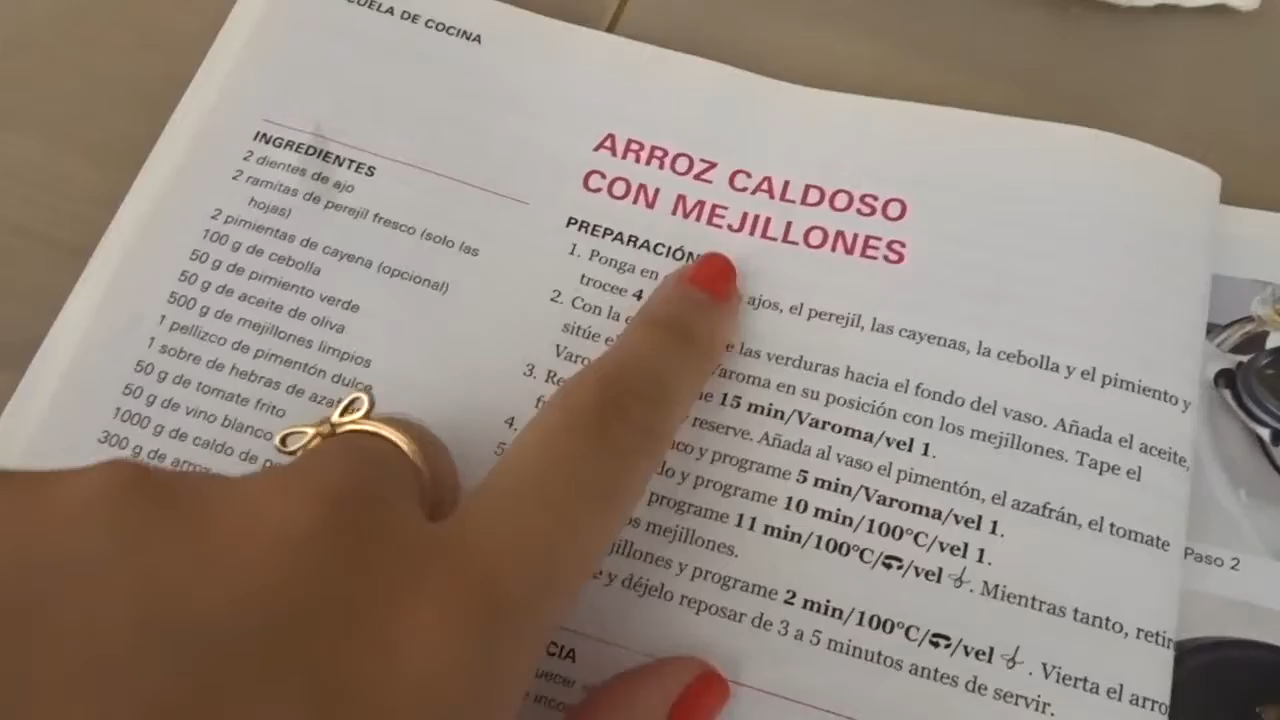 DE COCINA
INGREDIENTES
2 dientes de ajo
2 ramitas de perejil fresco (solo las
hojas)
2 pimientas de cayena (opcional)
100 g de cebolla
50 g de pimiento verde
50 g de aceite de oliva
500 g de mejillones limpios
1 pellizco de pimentón dulce
1 sobre de hebras de
50 g de tomate frito
50 g de vino blanco
1000 g de caldo de
300 g de
ARROZ CALDOSO
CON MEJILLONES
PREPARACIÓN
1. Ponga en ajos, el perejil, las cayenas, la cebolla y el pimiento y
trocee 4
2. Con la las verduras hacia el fondo del vaso. Añada el aceite,
sitúe Varoma en su posición con los mejillones. Tape el
15 min/Varoma/vel 1.
3. reserve. Añada al vaso el pimentón, el azafrán, el tomate
y programe 5 min/Varoma/vel 1.
4. y programe 10 min/100°C/vel 1.
5. programe 11 min/100°C/ /vel . Mientras tanto,
mejillones.
y programe 2 min/100°C/ /vel . Vierta el
y déjelo reposar de 3 a 5 minutos antes de servir.
Paso 2